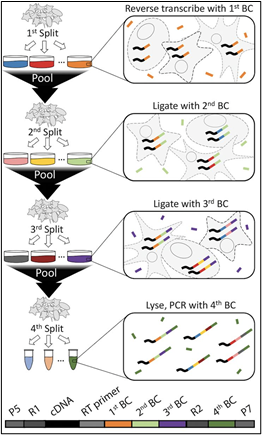 Reverse transcribe with 1st BC
1st Split
...
Pool
Ligate with 2nd BC
2nd Split
...
Pool
Ligate with 3rd BC
3rd Split
...
Pool
Lyse, PCR with 4th BC
4th Split
...
P5
R1
cDNA
RT primer
1st BC
2nd BC
3rd BC
R2
4th BC
P7